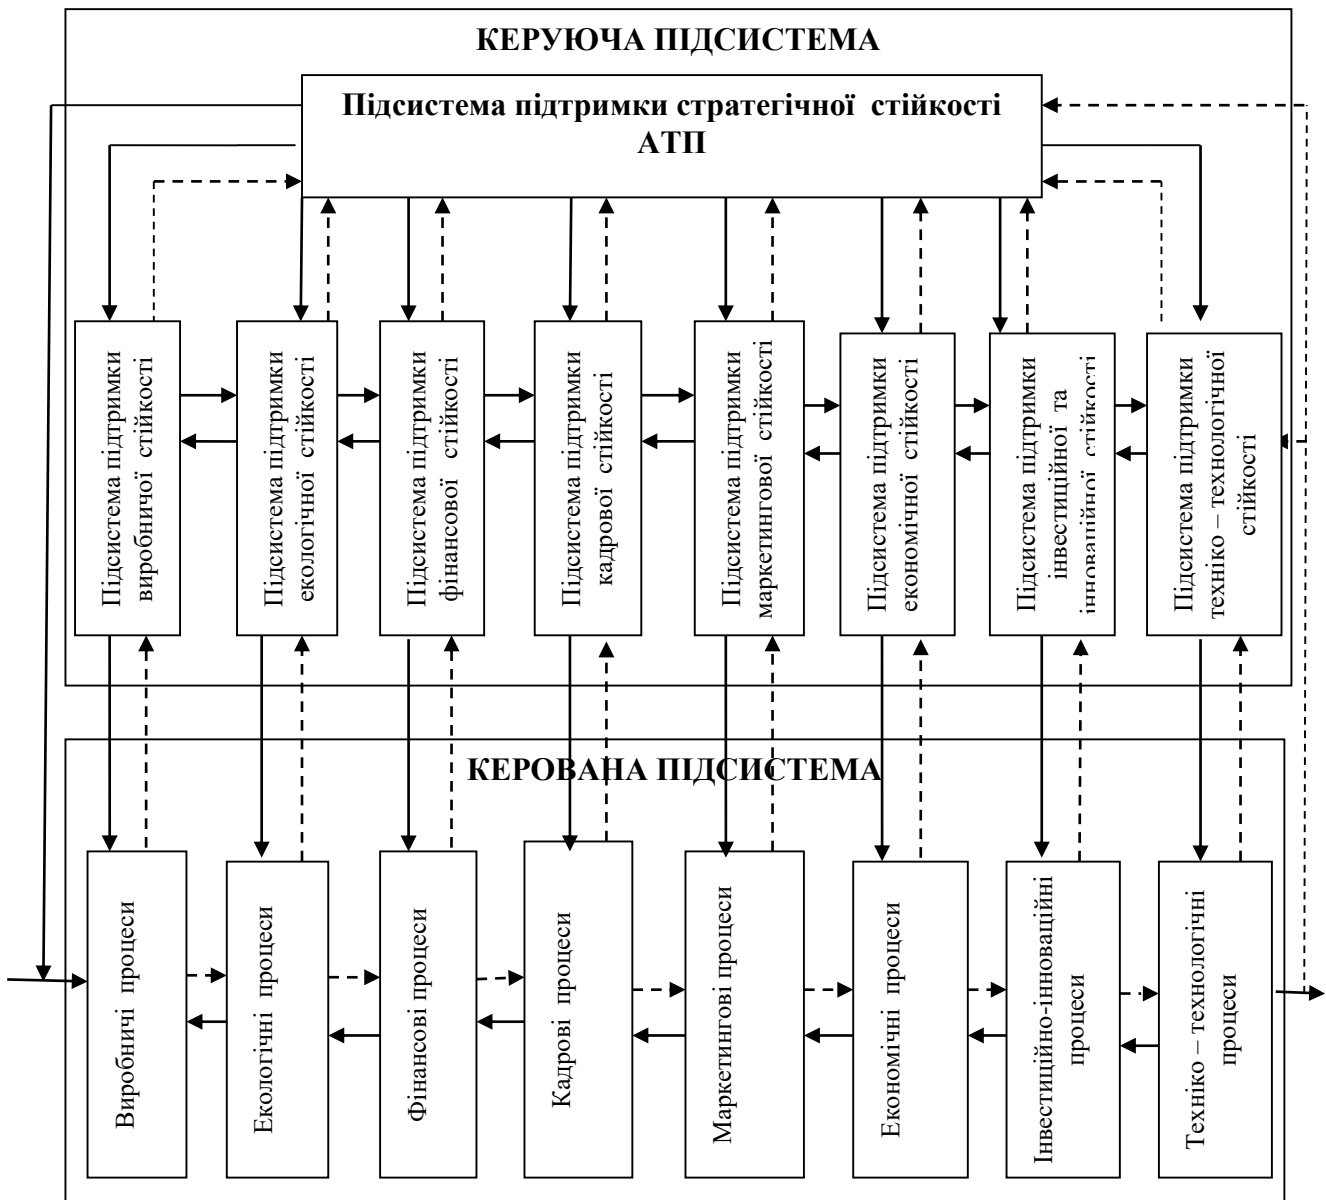 КЕРУЮЧА ПІДСИСТЕМА
Підсистема підтримки стратегічної стійкості
АТП
Підсистема підтримки
виробничої стійкості
Підсистема підтримки
екологічної стійкості
Підсистема підтримки
фінансової стійкості
Підсистема підтримки
кадрової стійкості
Підсистема підтримки
маркетингової стійкості
Підсистема підтримки
економічної стійкості
Підсистема підтримки
інвестиційної та
інноваційної стійкості
Підсистема підтримки
техніко – технологічної
стійкості
КЕРОВАНА ПІДСИСТЕМА
Виробничі процеси
Екологічні процеси
Фінансові процеси
Кадрові процеси
Маркетингові процеси
Економічні процеси
Інвестиційно-інноваційні
процеси
Техніко – технологічні
процеси